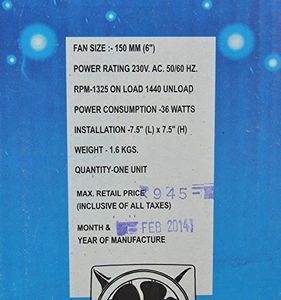 FAN SIZE :- 150 MM (6")
POWER RATING 230V. AC. 50/60 HZ.
RPM-1325 ON LOAD 1440 UNLOAD
POWER CONSUMPTION -36 WATTS
INSTALLATION -7.5" (L) x 7.5" (H)
WEIGHT - 1.6 KGS.
QUANTITY-ONE UNIT
MAX. RETAIL PRICE ₹945-
(INCLUSIVE OF ALL TAXES)
MONTH & FEB 2014
YEAR OF MANUFACTURE